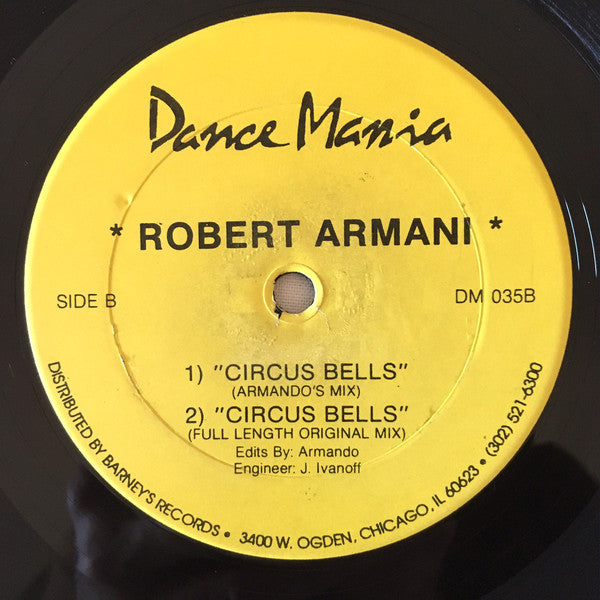 Dance Mania
* ROBERT ARMANI *
SIDE B
DM 035B
1) "CIRCUS BELLS"
(ARMANDO'S MIX)
2) "CIRCUS BELLS"
(FULL LENGTH ORIGINAL MIX)
Edits By: Armando
Engineer: J. Ivanoff
DISTRIBUTED BY BARNEY'S RECORDS • 3400 W. OGDEN, CHICAGO, IL 60623 • (302) 521-6300